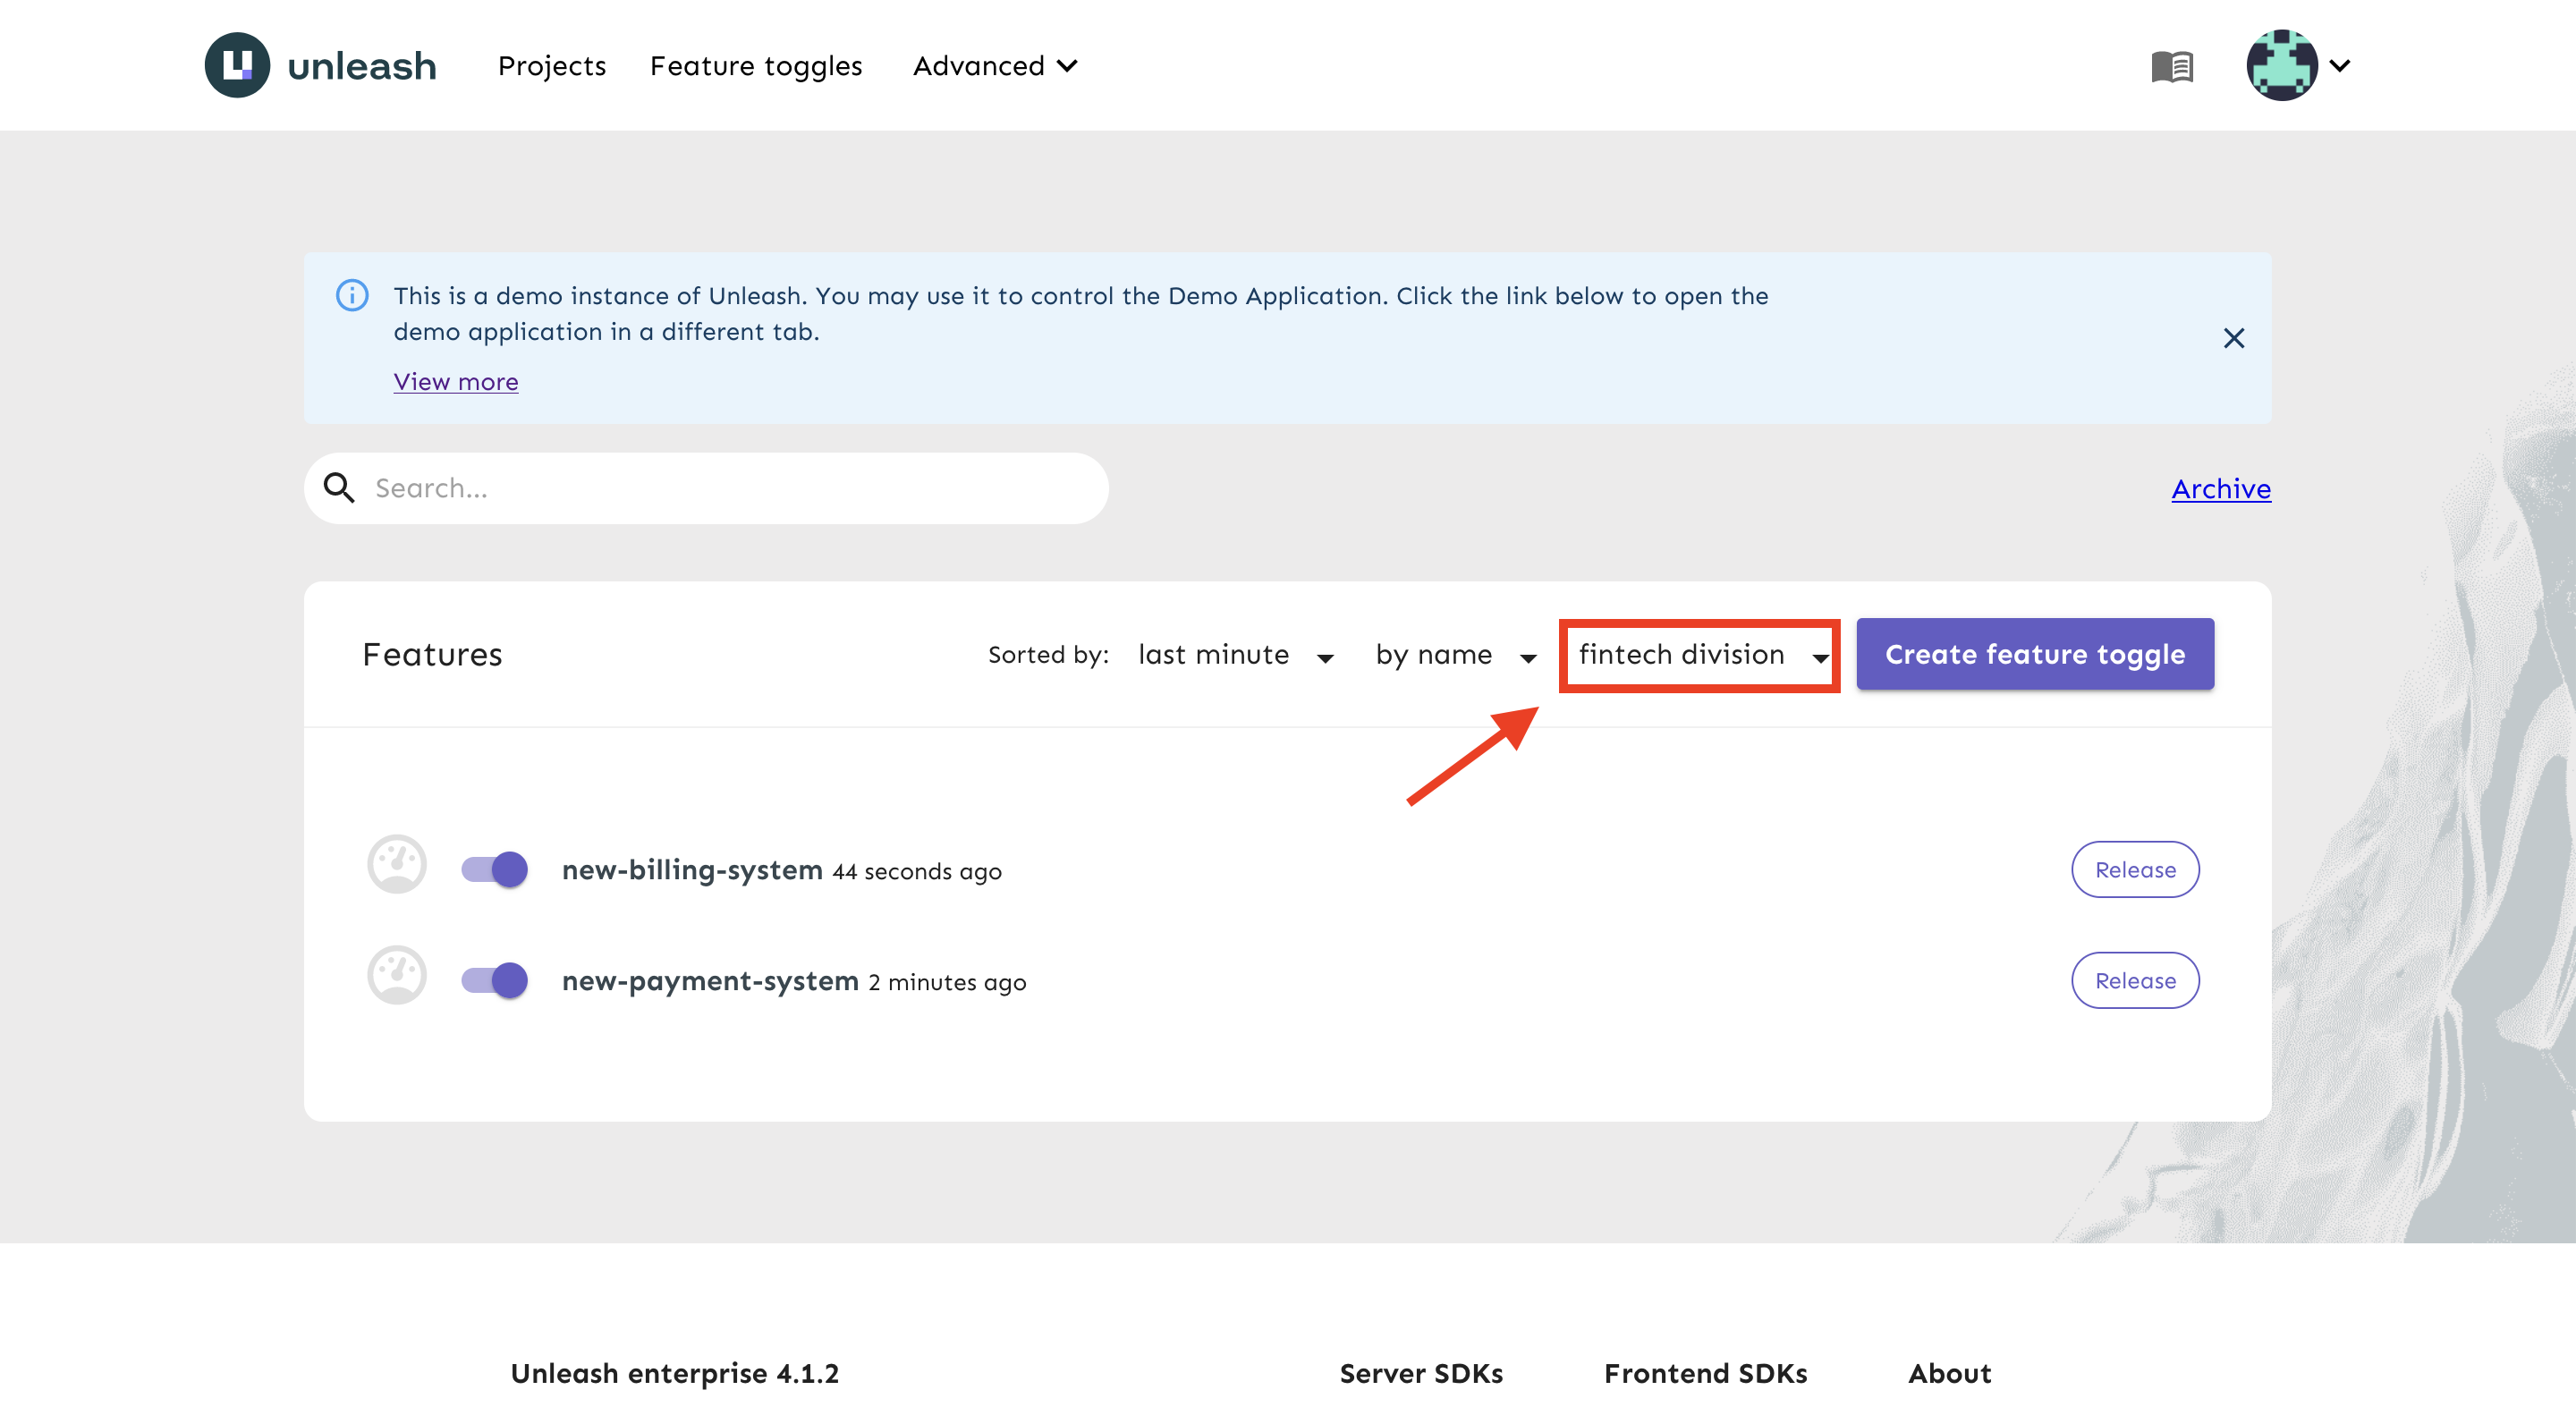 unleash Projects Feature toggles Advanced
This is a demo instance of Unleash. You may use it to control the Demo Application. Click the link below to open the
demo application in a different tab.
View more
Search...
Archive
Features Sorted by: last minute by name fintech division Create feature toggle
new-billing-system 44 seconds ago Release
new-payment-system 2 minutes ago Release
Unleash enterprise 4.1.2 Server SDKs Frontend SDKs About